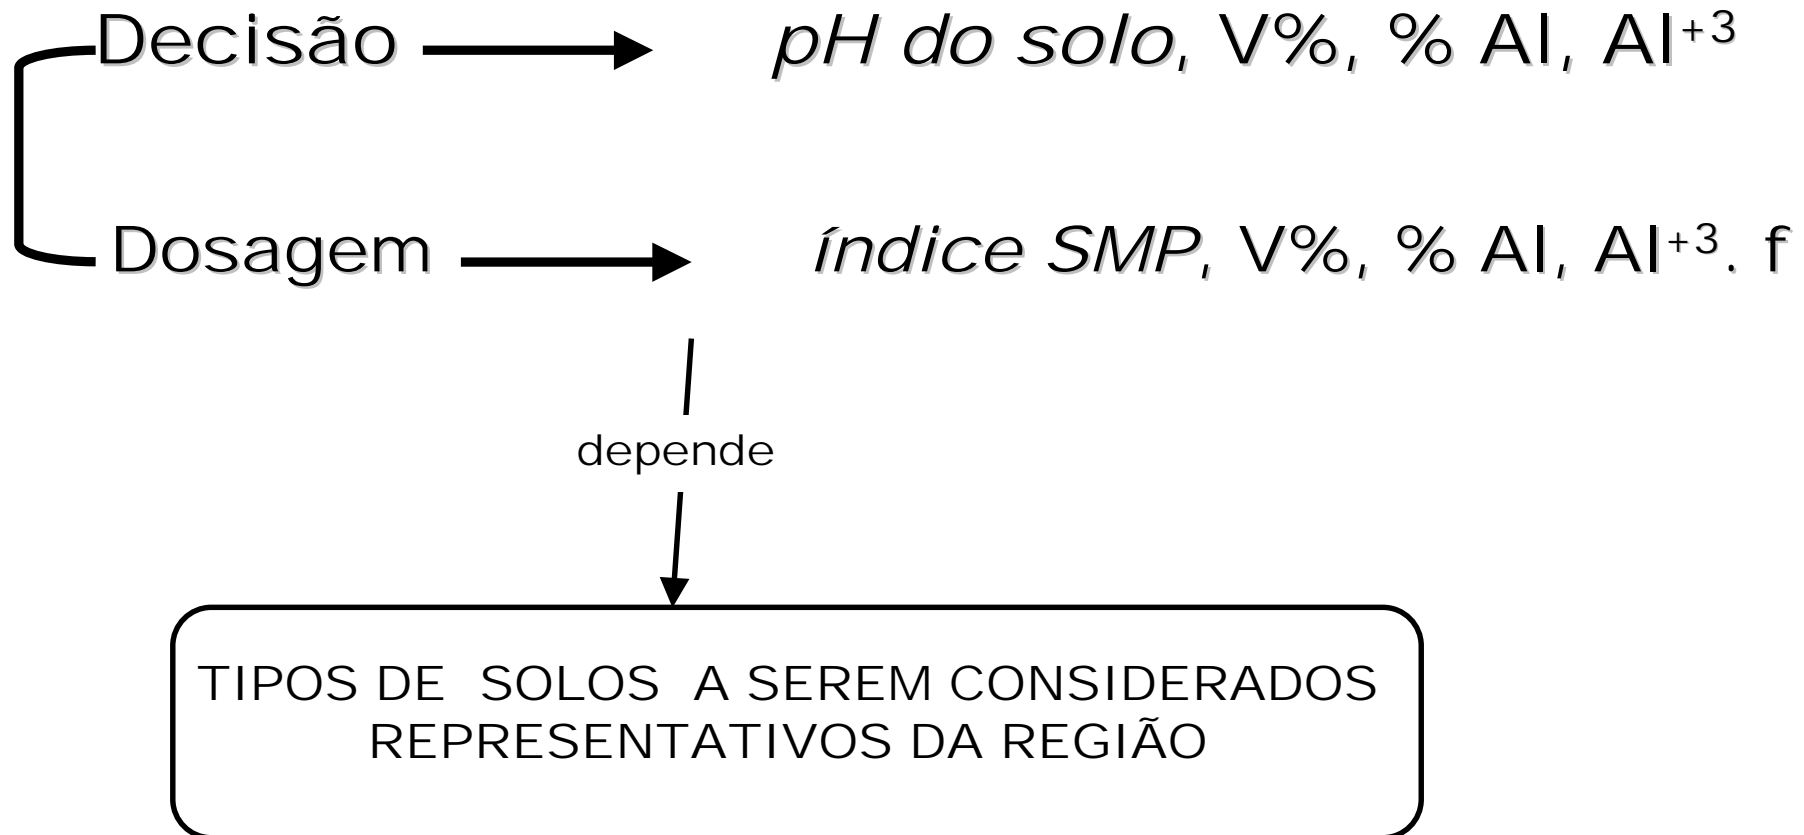 Decisão pH do solo, V%, % Al, Al+3
Dosagem índice SMP, V%, % Al, Al+3. f
depende
TIPOS DE SOLOS A SEREM CONSIDERADOS
REPRESENTATIVOS DA REGIÃO